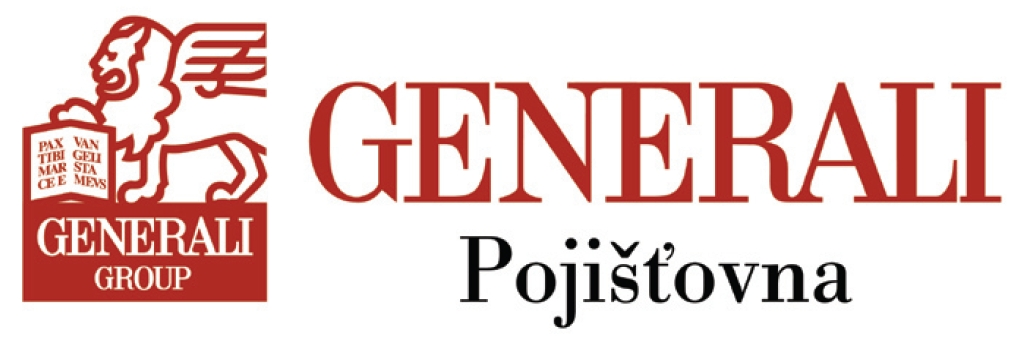 PAX VAN
TIBI GELI
MAR STA
CE E MEVS
GENERALI
GROUP
GENERALI
Pojišťovna